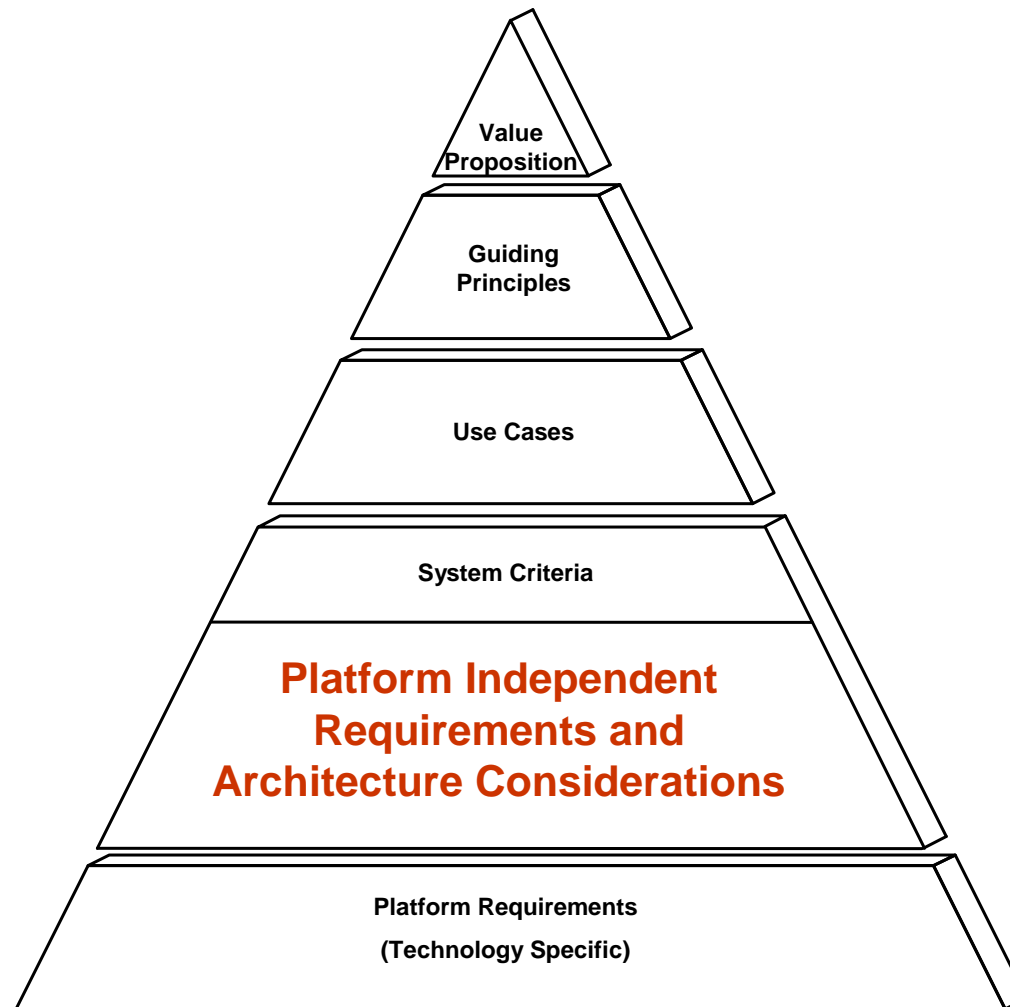 Value
Proposition
Guiding
Principles
Use Cases
System Criteria
Platform Independent
Requirements and
Architecture Considerations
Platform Requirements
(Technology Specific)